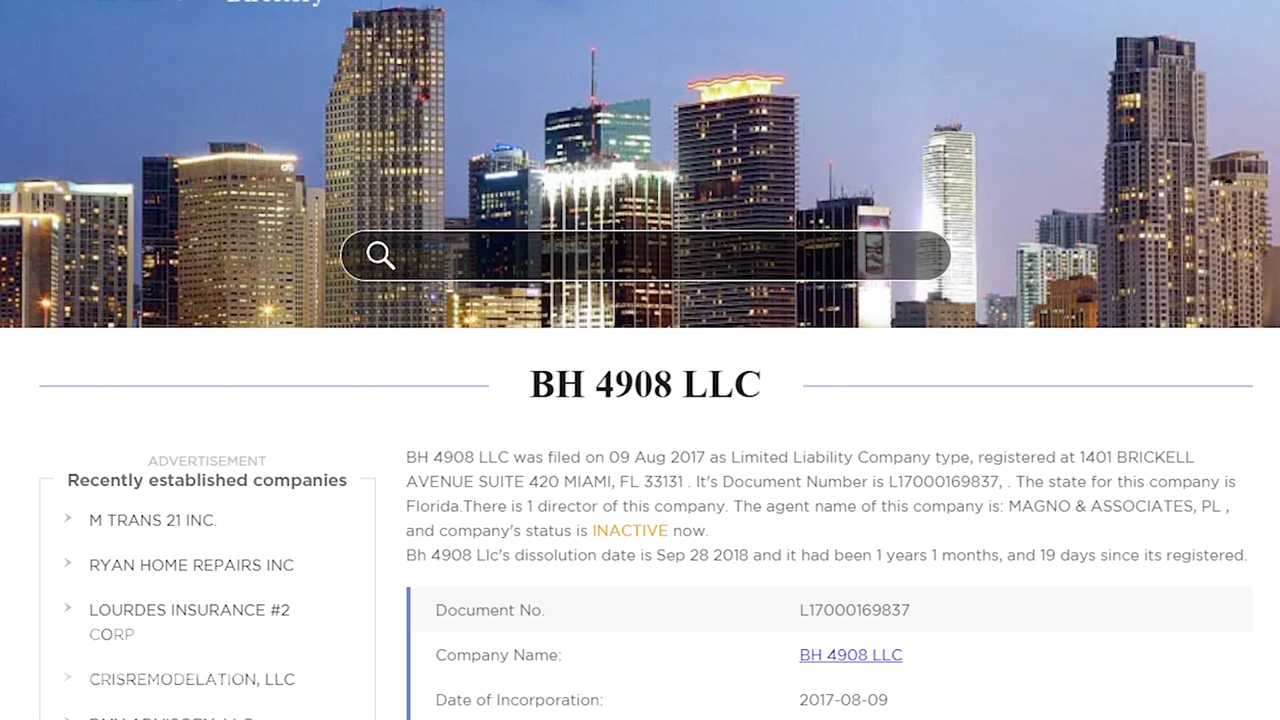 Directory
BH 4908 LLC
ADVERTISEMENT
Recently established companies
M TRANS 21 INC.
RYAN HOME REPAIRS INC
LOURDES INSURANCE #2
CORP
CRISREMODELATION, LLC
BH 4908 LLC was filed on 09 Aug 2017 as Limited Liability Company type, registered at 1401 BRICKELL
AVENUE SUITE 420 MIAMI, FL 33131 . It's Document Number is L17000169837, . The state for this company is
Florida.There is 1 director of this company. The agent name of this company is: MAGNO & ASSOCIATES, PL ,
and company's status is INACTIVE now.
Bh 4908 Llc's dissolution date is Sep 28 2018 and it had been 1 years 1 months, and 19 days since its registered.
Document No. L17000169837
Company Name: BH 4908 LLC
Date of Incorporation: 2017-08-09